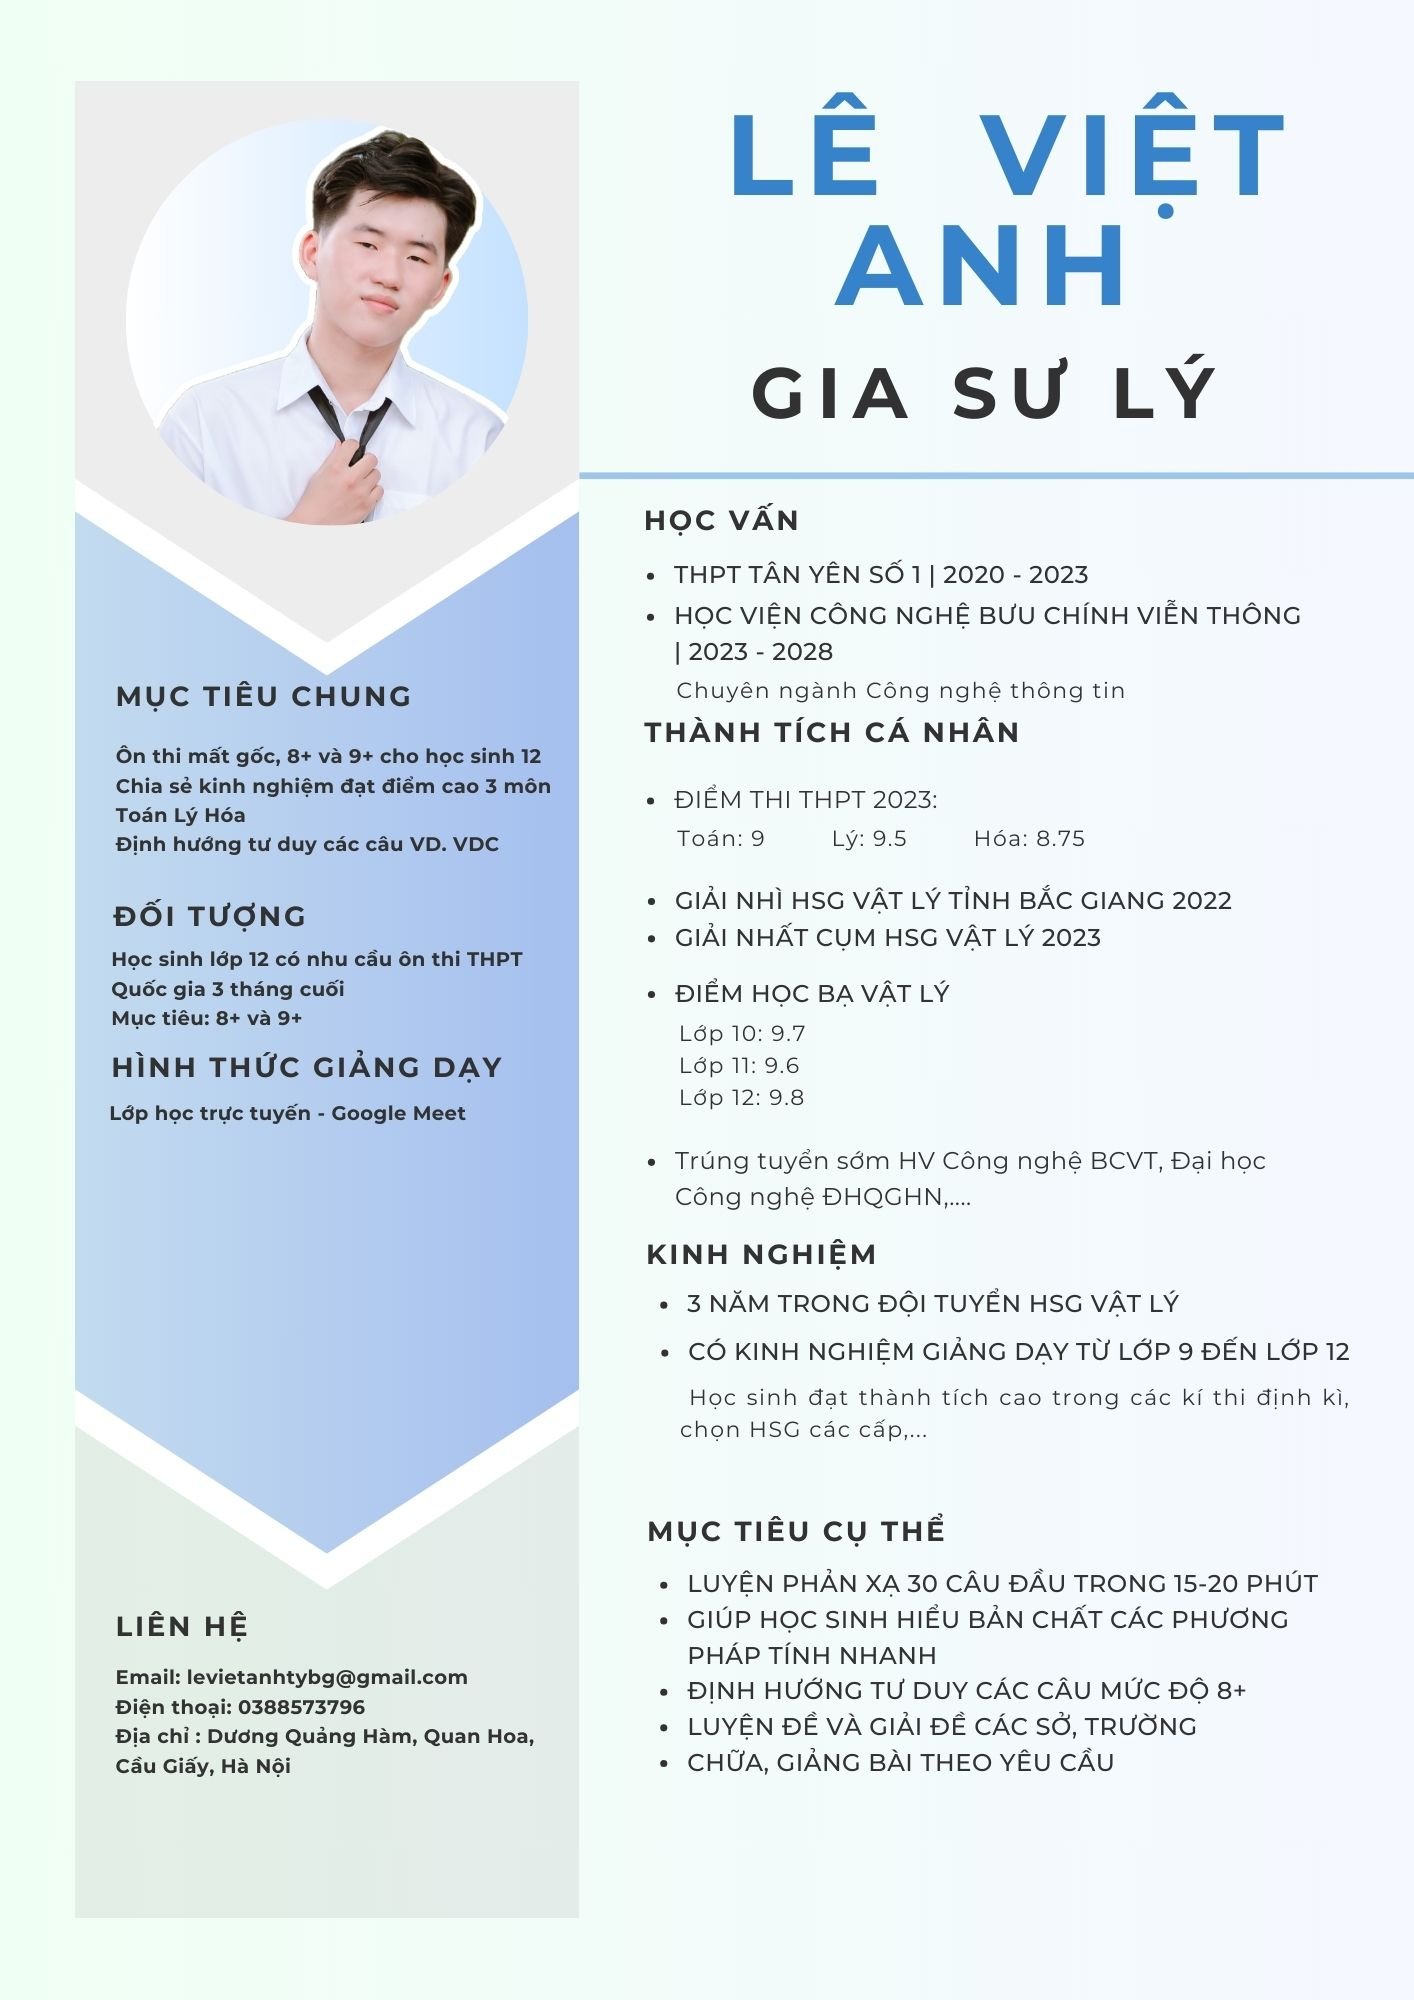 LÊ VIỆT
ANH
GIA SƯ LÝ
MỤC TIÊU CHUNG
Ôn thi mất gốc, 8+ và 9+ cho học sinh 12
Chia sẻ kinh nghiệm đạt điểm cao 3 môn
Toán Lý Hóa
Định hướng tư duy các câu VD. VDC
ĐỐI TƯỢNG
Học sinh lớp 12 có nhu cầu ôn thi THPT
Quốc gia 3 tháng cuối
Mục tiêu: 8+ và 9+
HÌNH THỨC GIẢNG DẠY
Lớp học trực tuyến - Google Meet
LIÊN HỆ
Email: levietanhtybg@gmail.com
Điện thoại: 0388573796
Địa chỉ : Dương Quảng Hàm, Quan Hoa,
Cầu Giấy, Hà Nội
HỌC VẤN
• THPT TÂN YÊN SỐ 1 | 2020 - 2023
• HỌC VIỆN CÔNG NGHỆ BƯU CHÍNH VIỄN THÔNG
| 2023 - 2028
Chuyên ngành Công nghệ thông tin
THÀNH TÍCH CÁ NHÂN
• ĐIỂM THI THPT 2023:
Toán: 9 Lý: 9.5 Hóa: 8.75
• GIẢI NHÌ HSG VẬT LÝ TỈNH BẮC GIANG 2022
• GIẢI NHẤT CỤM HSG VẬT LÝ 2023
• ĐIỂM HỌC BẠ VẬT LÝ
Lớp 10: 9.7
Lớp 11: 9.6
Lớp 12: 9.8
• Trúng tuyển sớm HV Công nghệ BCVT, Đại học
Công nghệ ĐHQGHN,....
KINH NGHIỆM
• 3 NĂM TRONG ĐỘI TUYỂN HSG VẬT LÝ
• CÓ KINH NGHIỆM GIẢNG DẠY TỪ LỚP 9 ĐẾN LỚP 12
Học sinh đạt thành tích cao trong các kí thi định kì,
chọn HSG các cấp,...
MỤC TIÊU CỤ THỂ
• LUYỆN PHẢN XẠ 30 CÂU ĐẦU TRONG 15-20 PHÚT
• GIÚP HỌC SINH HIỂU BẢN CHẤT CÁC PHƯƠNG
PHÁP TÍNH NHANH
• ĐỊNH HƯỚNG TƯ DUY CÁC CÂU MỨC ĐỘ 8+
• LUYỆN ĐỀ VÀ GIẢI ĐỀ CÁC SỞ, TRƯỜNG
• CHỮA, GIẢNG BÀI THEO YÊU CẦU